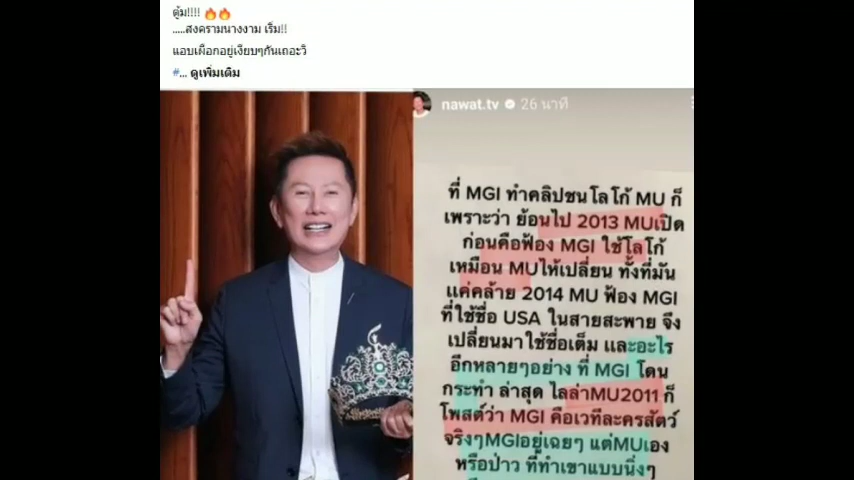 ตู้ม!!!! 🔥🔥
.....สงครามนางงาม เริ่ม!!
แอบเผือกอยู่เงียบๆกันเถอะวิ
#... ดูเพิ่มเติม
nawat.tv 26 นาที
ที่ MGI ทำคลิปชนโลโก้ MU ก็
เพราะว่า ย้อนไป 2013 MUเปิด
ก่อนคือฟ้อง MGI ใช้โลโก้
เหมือน MUให้เปลี่ยน ทั้งที่มัน
แค่คล้าย 2014 MU ฟ้อง MGI
ที่ใช้ชื่อ USA ในสายสะพาย จึง
เปลี่ยนมาใช้ชื่อเต็ม และอะไร
อีกหลายๆอย่าง ที่ MGI โดน
กระทำ ล่าสุด ไลล่าMU2011 ก็
โพสต์ว่า MGI คือเวทีละครสัตว์
จริงๆMGIอยู่เฉยๆ แต่MUเอง
หรือป่าว ที่ทำเขาแบบนิ่งๆ